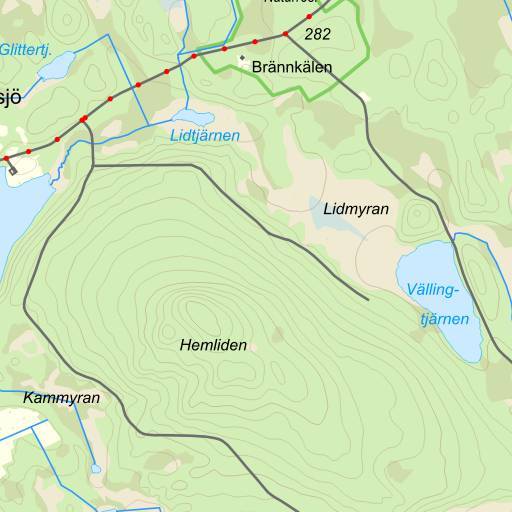 282
Glittertj.
Brännkälen
sjö
Lidtjärnen
Lidmyran
Välling-
tjärnen
Hemliden
Kammyran